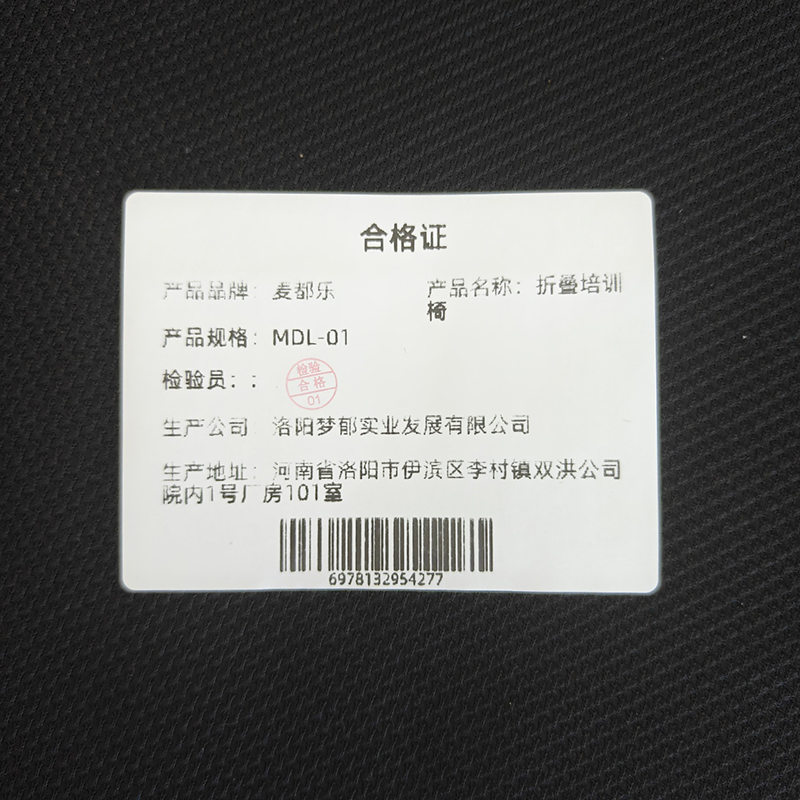 合格证
产品品牌：麦都乐
产品名称：折叠培训
椅
产品规格：MDL-01
检验员：：
检验
合格
01
生产公司：洛阳梦郁实业发展有限公司
生产地址：河南省洛阳市伊滨区李村镇双洪公司
院内1号厂房101室
6978132954277